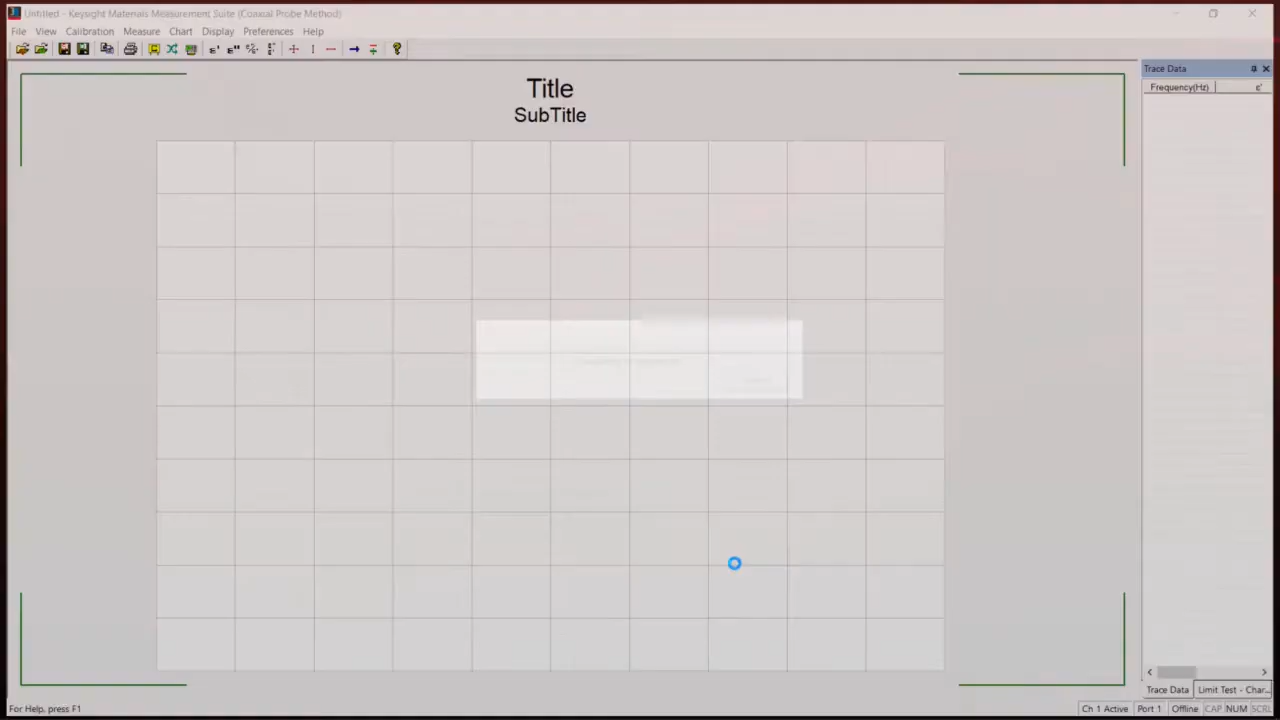 Untitled - Keysight Materials Measurement Suite (Coaxial Probe Method)
File View Calibration Measure Chart Display Preferences Help
Title
SubTitle
Trace Data
Frequency(Hz) ε'
Trace Data Limit Test - Char...
For Help, press F1
Ch 1 Active Port 1 Offline CAP NUM SCRL